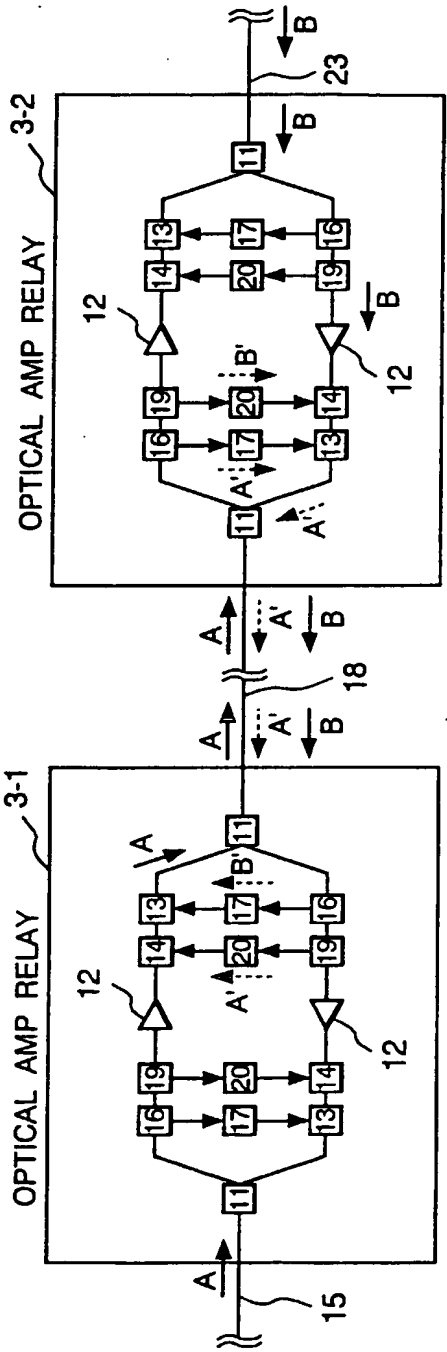 OPTICAL AMP RELAY
3-1
12
A
16 19 14 13
A 11 17 20 20 17 11
A' B'
13 14 19 16
12
15
A A
A' A'
B B
18
OPTICAL AMP RELAY
3-2
12
16 19 14 13
A' B'
11 17 20 20 17 11
A'
13 14 19 16
B
12
B B
23